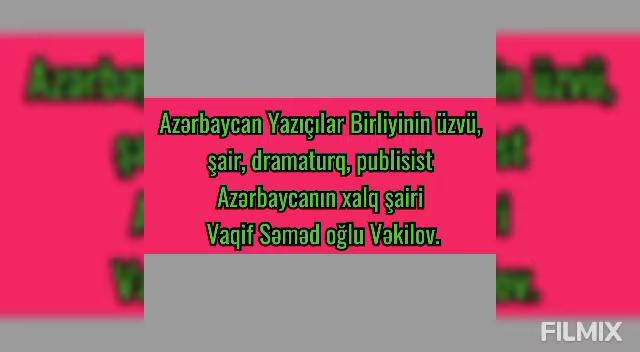 Azərbaycan Yazıçılar Birliyinin üzvü,
şair, dramaturq, publisist
Azərbaycanın xalq şairi
Vaqif Səməd oğlu Vəkilov.
FILMIX